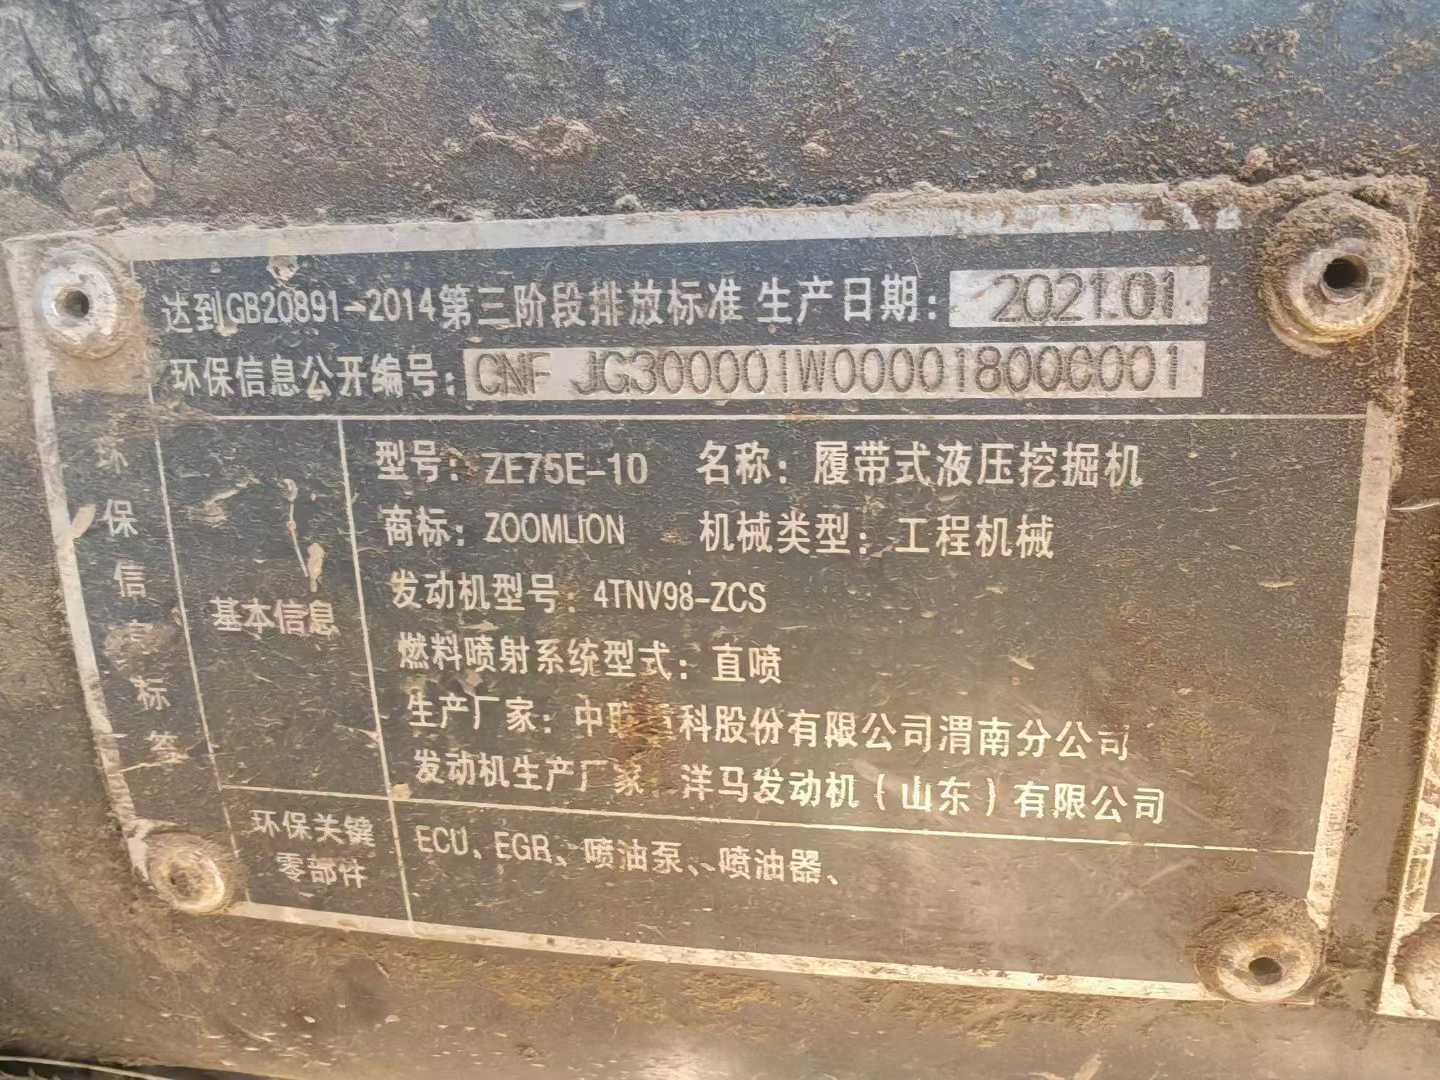 达到GB20891-2014第三阶段排放标准 生产日期: 2021.01
环保信息公开编号: CNF JG300001W00001800C001
环保信息标签
基本信息
型号: ZE75E-10 名称: 履带式液压挖掘机
商标: ZOOMLION 机械类型: 工程机械
发动机型号: 4TNV98-ZCS
燃料喷射系统型式: 直喷
生产厂家: 中联重科股份有限公司渭南分公司
发动机生产厂家: 洋马发动机(山东)有限公司
环保关键零部件
ECU、EGR、喷油泵、喷油器、